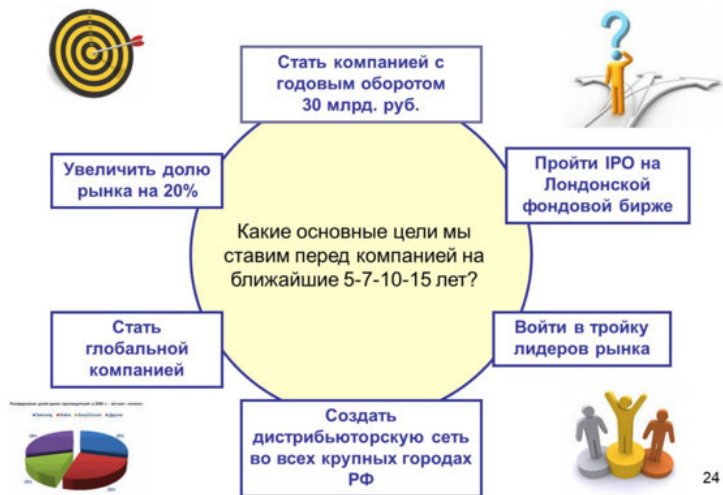 Стать компанией с
годовым оборотом
30 млрд. руб.
Увеличить долю
рынка на 20%
Пройти IPO на
Лондонской
фондовой бирже
Какие основные цели мы
ставим перед компанией на
ближайшие 5-7-10-15 лет?
Стать
глобальной
компанией
Войти в тройку
лидеров рынка
Создать
дистрибьюторскую сеть
во всех крупных городах
РФ
24